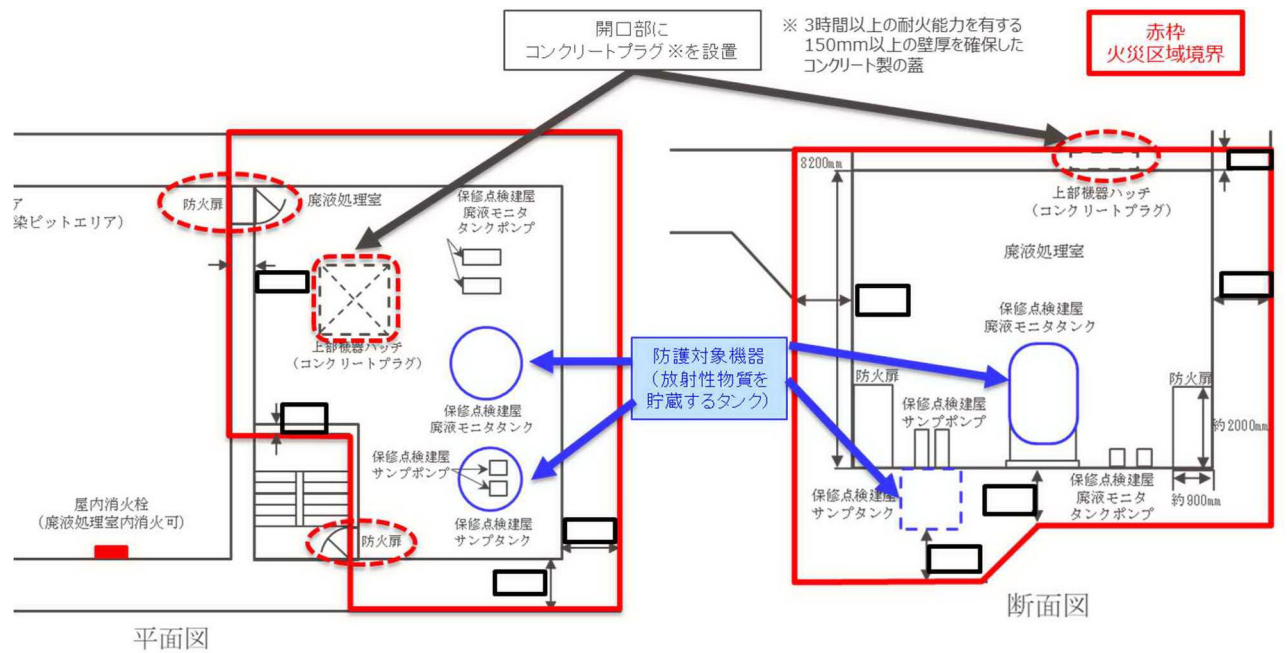 開口部に
コンクリートプラグ※を設置
※ 3時間以上の耐火能力を有する
150mm以上の壁厚を確保した
コンクリート製の蓋
赤枠
火災区域境界
防火扉
廃液処理室
ア
染ピットエリア)
保修点検建屋
廃液モニタ
タンクポンプ
上部機器ハッチ
(コンクリートプラグ)
保修点検建屋
廃液モニタタンク
保修点検建屋
サンプポンプ
保修点検建屋
サンプタンク
屋内消火栓
(廃液処理室内消火可)
防火扉
平面図
防護対象機器
(放射性物質を
貯蔵するタンク)
8200mm
上部機器ハッチ
(コンクリートプラグ)
廃液処理室
保修点検建屋
廃液モニタタンク
防火扉
保修点検建屋
サンプポンプ
防火扉
約2000mm
保修点検建屋
サンプタンク
保修点検建屋
廃液モニタ
タンクポンプ
約900mm
断面図